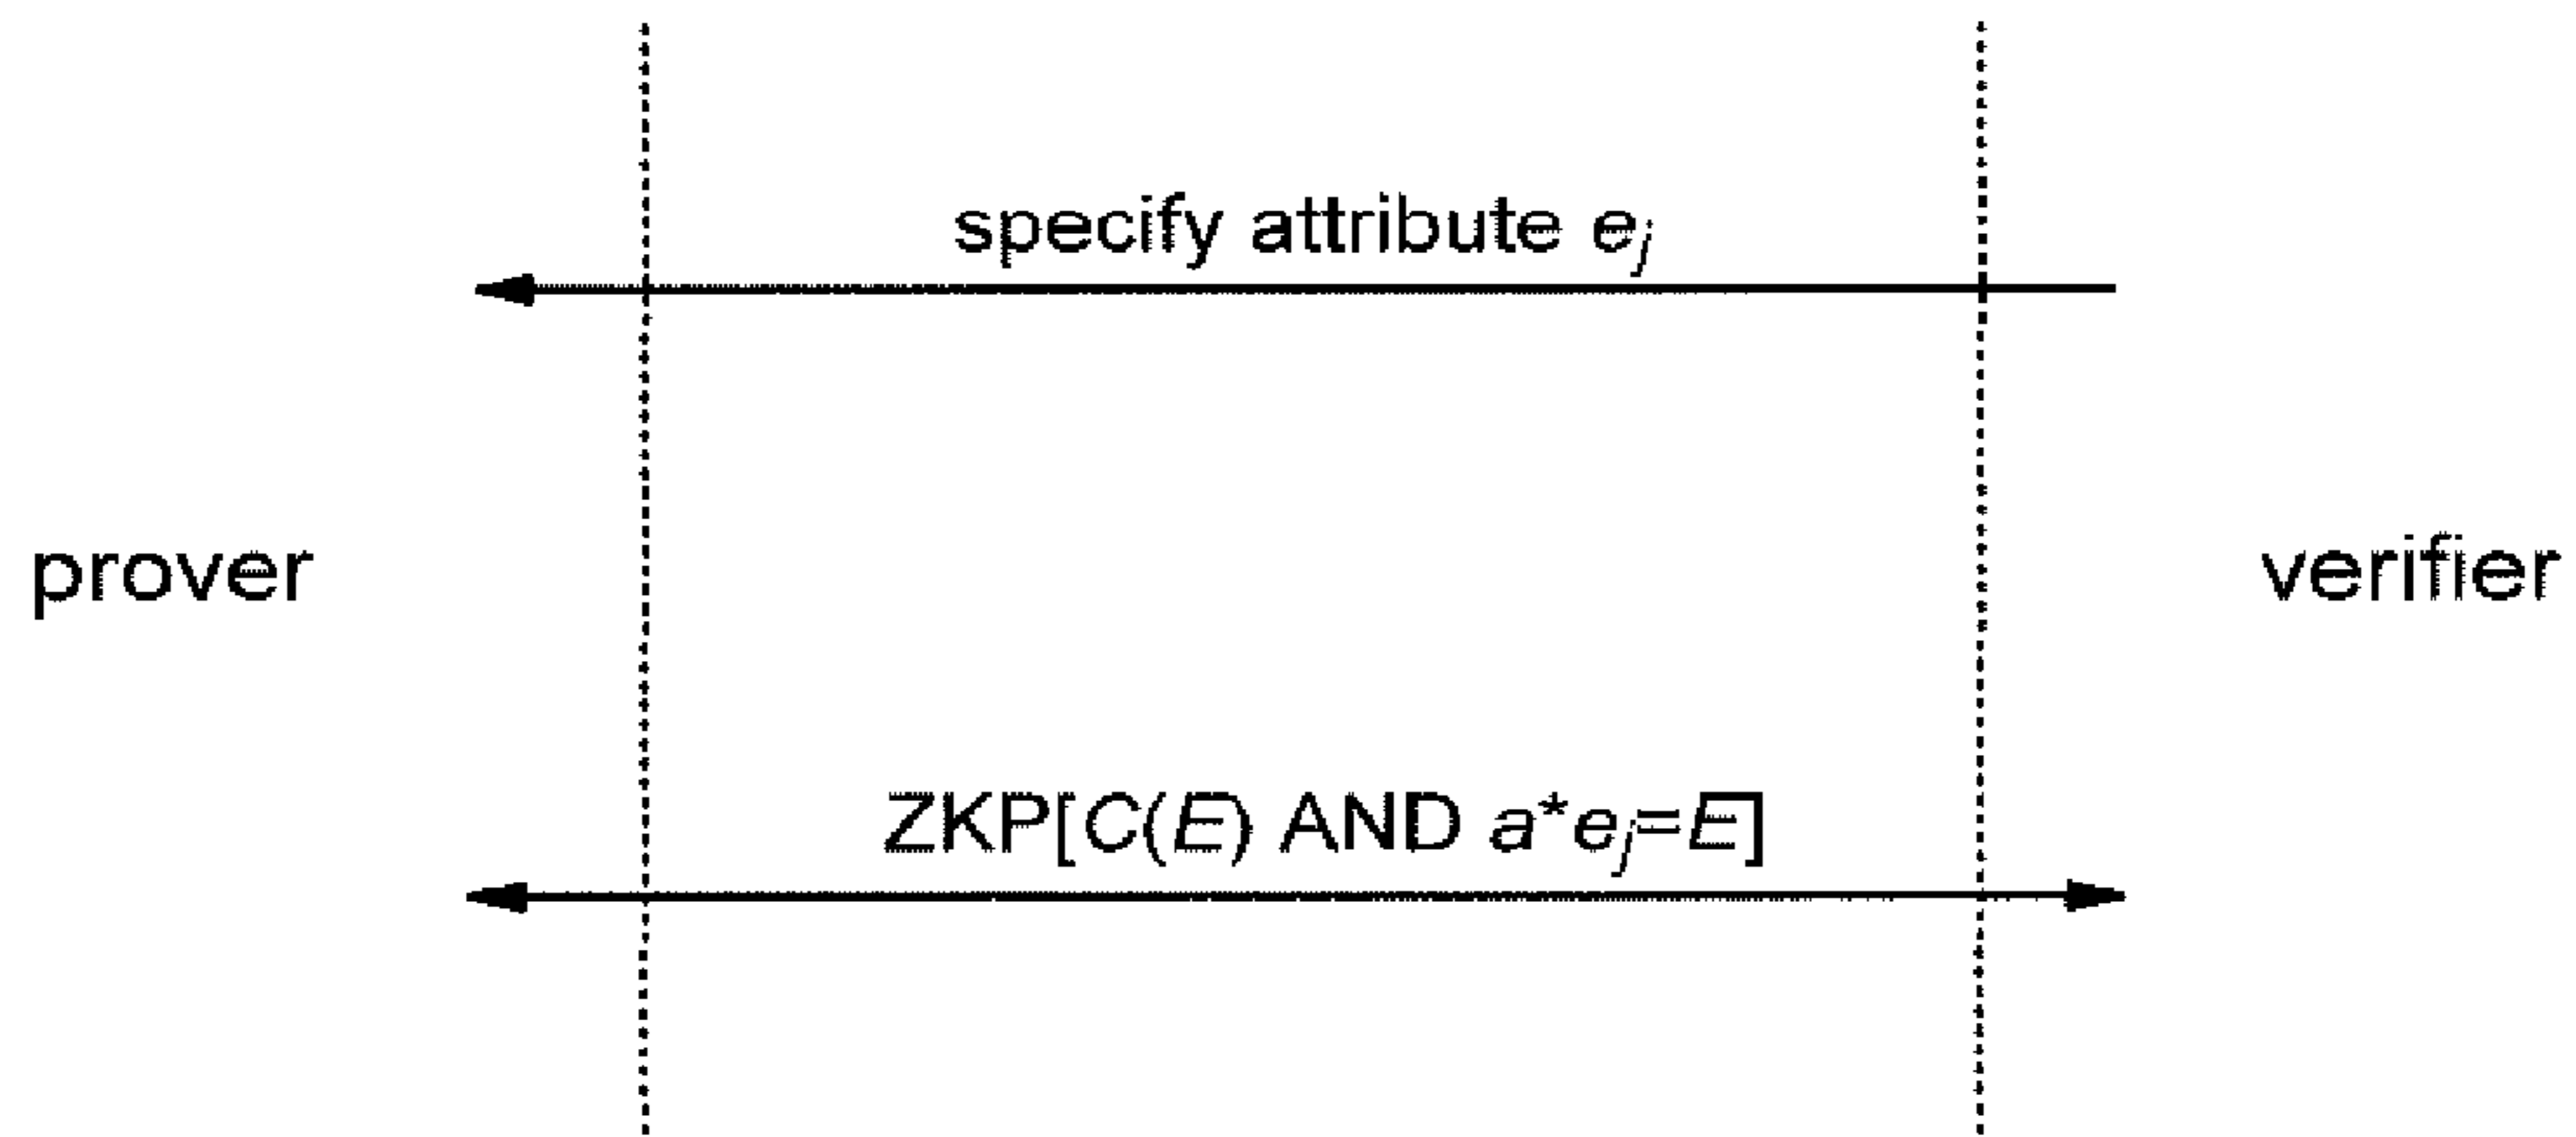 specify attribute e_j
prover
verifier
ZKP[C(E) AND a*e_j=E]